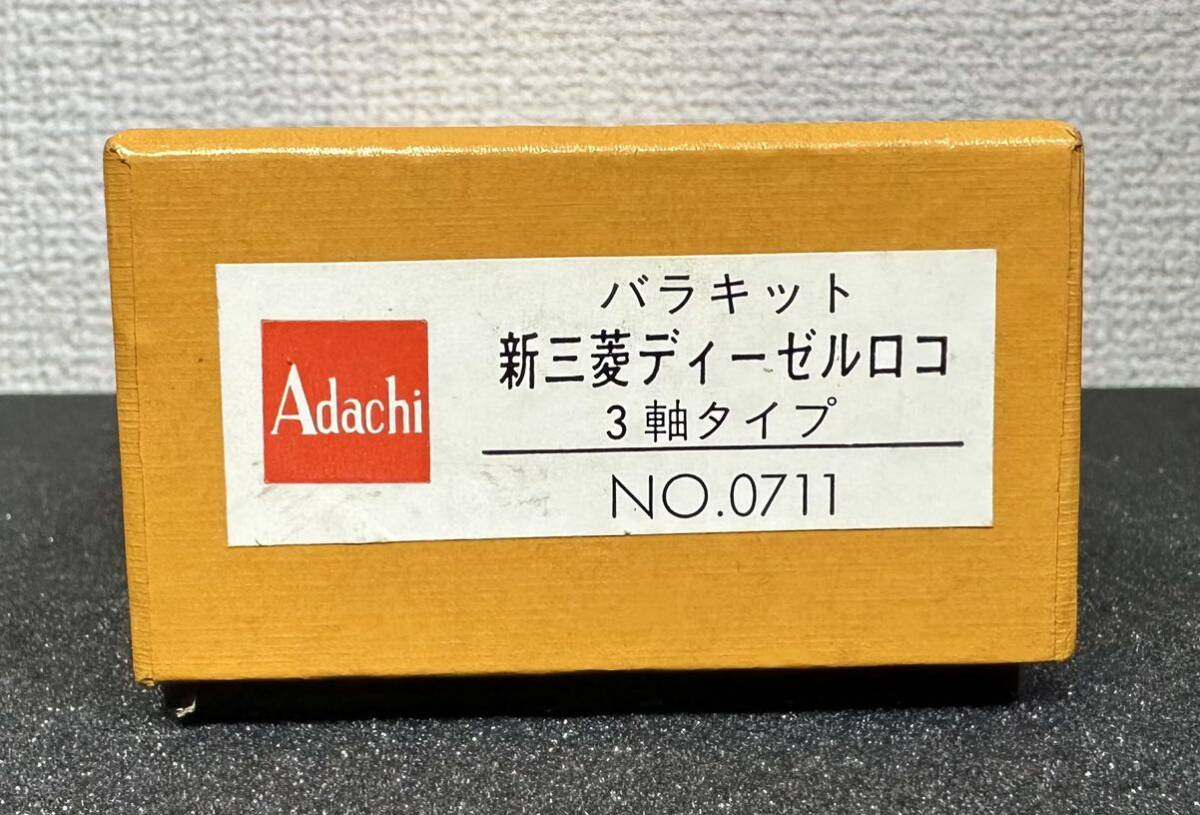 Adachi
バラキット
新三菱ディーゼルロコ
3軸タイプ
NO.0711